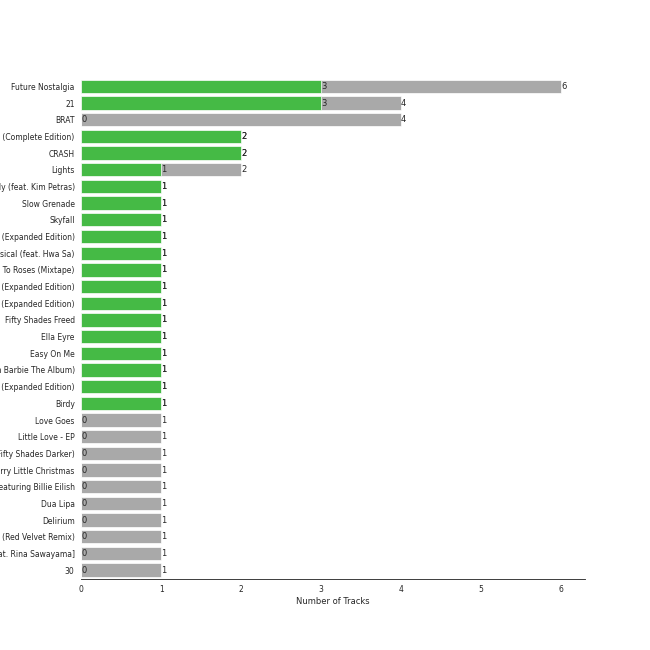 Future Nostalgia 3 6
21 3 4
BRAT 0 4
(Complete Edition) 2
CRASH 2
Lights 1 2
(feat. Kim Petras) 1
Slow Grenade 1
Skyfall 1
(Expanded Edition) 1
(feat. Hwa Sa) 1
To Roses (Mixtape) 1
(Expanded Edition) 1
(Expanded Edition) 1
Fifty Shades Freed 1
Ella Eyre 1
Easy On Me 1
Barbie The Album) 1
(Expanded Edition) 1
Birdy 1
Love Goes 0 1
Little Love - EP 0 1
Shades Darker) 0 1
Little Christmas 0 1
Billie Eilish 0 1
Dua Lipa 0 1
Delirium 0 1
(Red Velvet Remix) 0 1
Rina Sawayama] 0 1
30 0 1
0 1 2 3 4 5 6
Number of Tracks